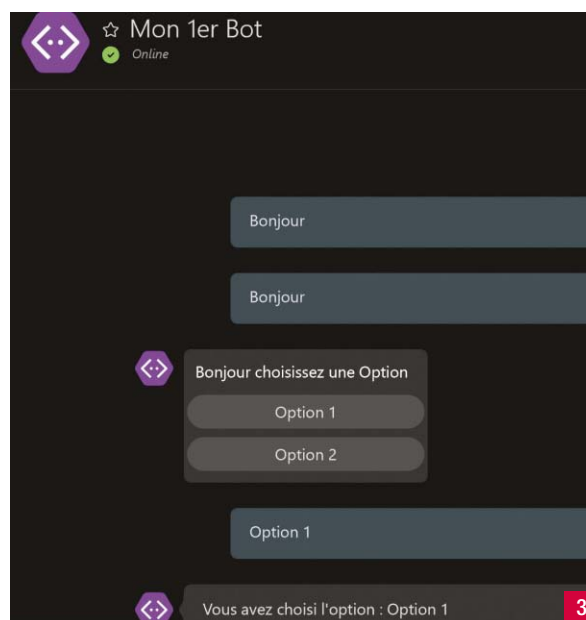 Mon 1er Bot
Online
Bonjour
Bonjour
Bonjour choisissez une Option
Option 1
Option 2
Option 1
Vous avez choisi l'option : Option 1
3